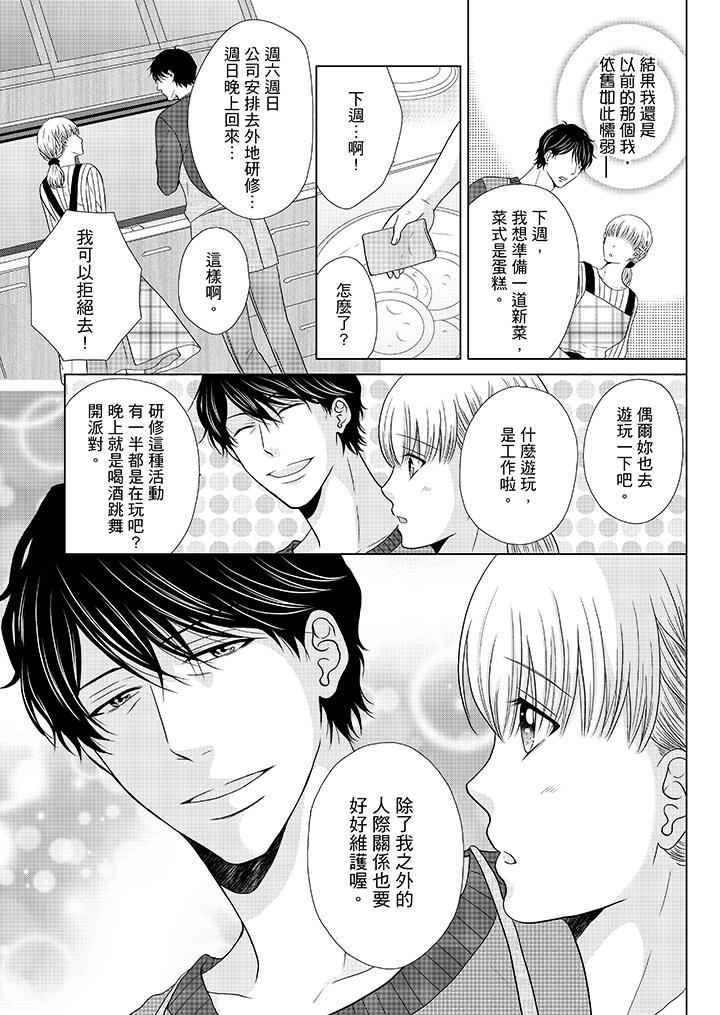 結果我還是
以前的那個我，
依舊如此懦弱—
下週，
我想準備一道新菜，
菜式是蛋糕。
下週…啊！
怎麼了？
週六週日
公司安排去外地研修…
週日晚上回來…
這樣啊。
我可以拒絕去！
偶爾妳也去
遊玩一下吧。
什麼遊玩，
是工作啦。
研修這種活動
有一半都是在玩吧？
晚上就是喝酒跳舞
開派對。
除了我之外的
人際關係也要
好好維護喔。